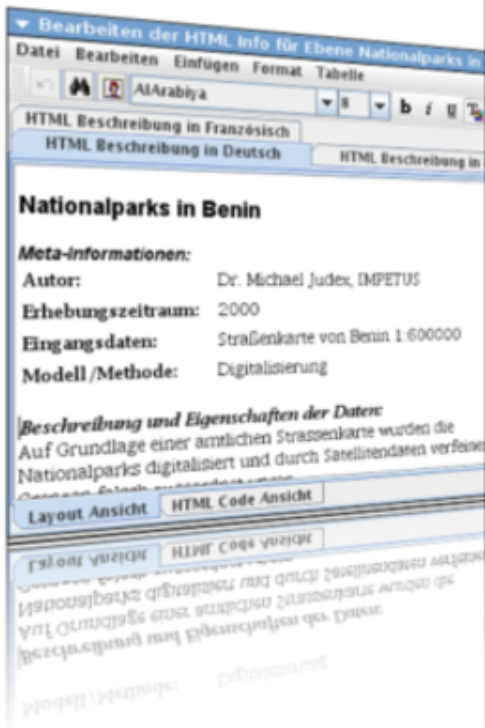 Bearbeiten der HTML Info für Ebene Nationalparks in
Datei Bearbeiten Einfügen Format Tabelle
AlArabiya 8 b i u
HTML Beschreibung in Französisch
HTML Beschreibung in Deutsch HTML Beschreibung in
Nationalparks in Benin
Meta-Informationen:
Autor: Dr. Michael Judex, IMPETUS
Erhebungszeitraum: 2000
Eingangsdaten: Straßenkarte von Benin 1:600000
Modell/Methode: Digitalisierung
Beschreibung und Eigenschaften der Daten:
Auf Grundlage einer amtlichen Strassenkarte wurden die
Nationalparks digitalisiert und durch Satellitendaten verfeiner
Layout Ansicht HTML Code Ansicht